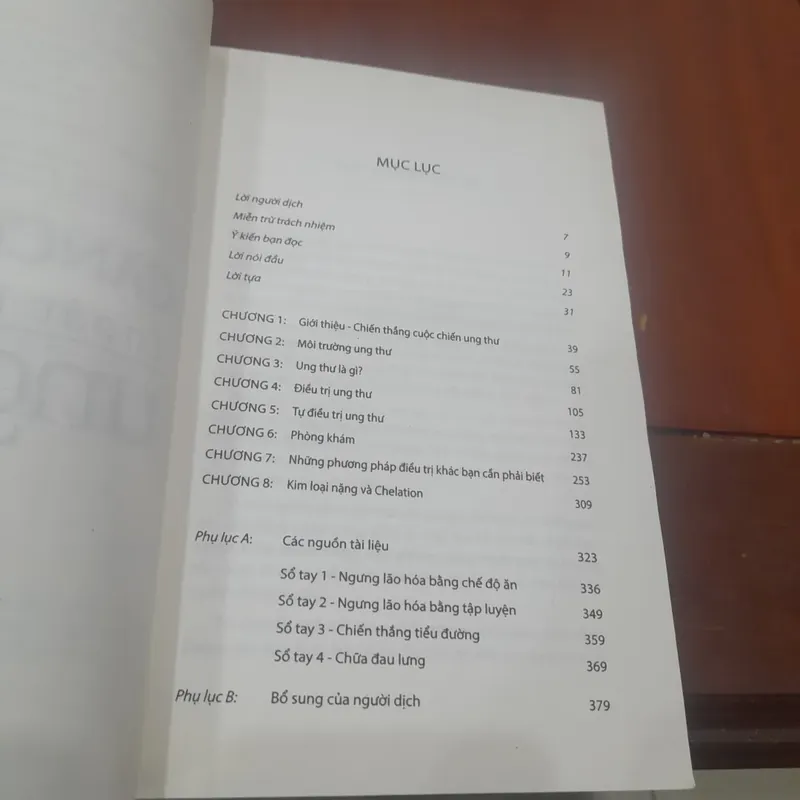 MỤC LỤC
Lời người dịch 7
Miễn trừ trách nhiệm 9
Ý kiến bạn đọc 11
Lời nói đầu 23
Lời tựa 31
CHƯƠNG 1: Giới thiệu - Chiến thắng cuộc chiến ung thư 39
CHƯƠNG 2: Môi trường ung thư 55
CHƯƠNG 3: Ung thư là gì? 81
CHƯƠNG 4: Điều trị ung thư 105
CHƯƠNG 5: Tự điều trị ung thư 133
CHƯƠNG 6: Phòng khám 237
CHƯƠNG 7: Những phương pháp điều trị khác bạn cần phải biết 253
CHƯƠNG 8: Kim loại nặng và Chelation 309
Phụ lục A: Các nguồn tài liệu 323
Sổ tay 1 - Ngưng lão hóa bằng chế độ ăn 336
Sổ tay 2 - Ngưng lão hóa bằng tập luyện 349
Sổ tay 3 - Chiến thắng tiểu đường 359
Sổ tay 4 - Chữa đau lưng 369
Phụ lục B: Bổ sung của người dịch 379